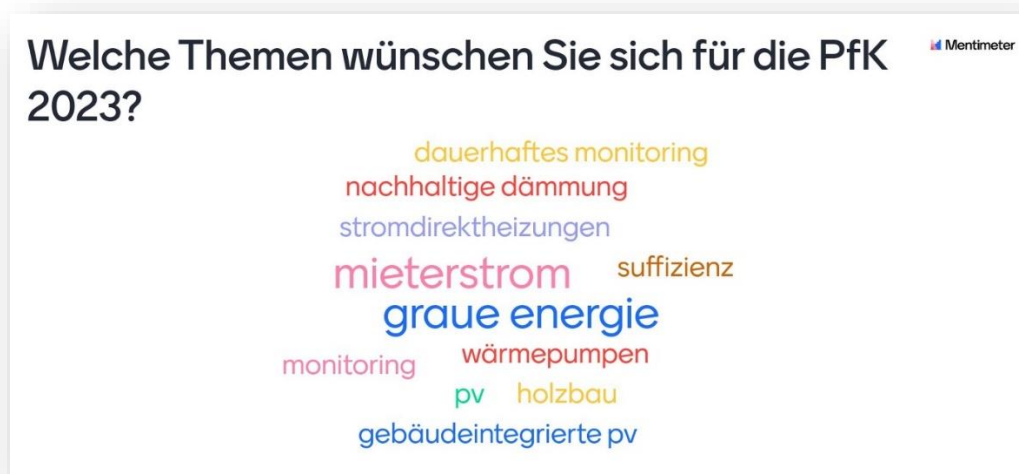 Welche Themen wünschen Sie sich für die PfK
2023?
Mentimeter
dauerhaftes monitoring
nachhaltige dämmung
stromdirektheizungen
mieterstrom
suffizienz
graue energie
monitoring
wärmepumpen
pv
holzbau
gebäudeintegrierte pv